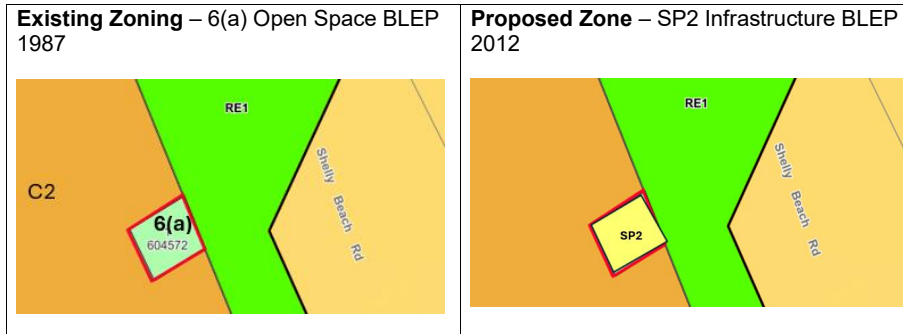 Existing Zoning – 6(a) Open Space BLEP
1987
RE1
C2
6(a)
604572
Shelly Beach Rd
Proposed Zone – SP2 Infrastructure BLEP
2012
RE1
SP2
Shelly Beach Rd